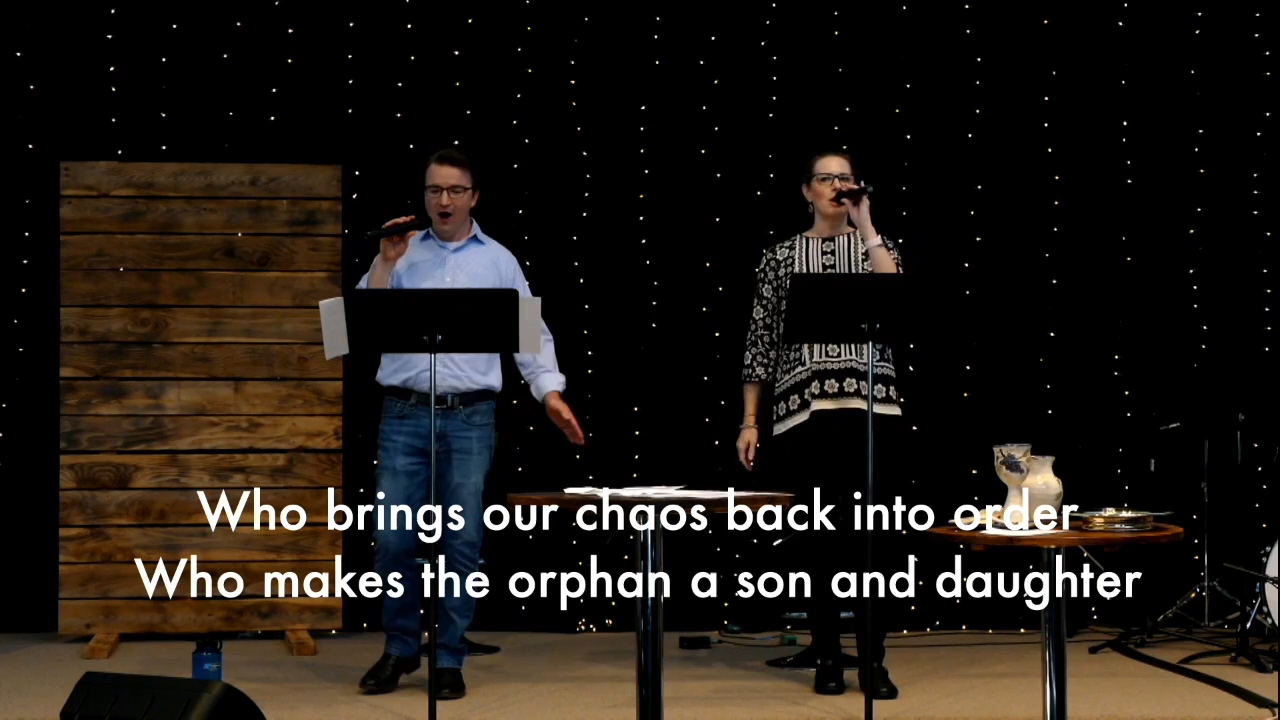 Who brings our chaos back into order
Who makes the orphan a son and daughter